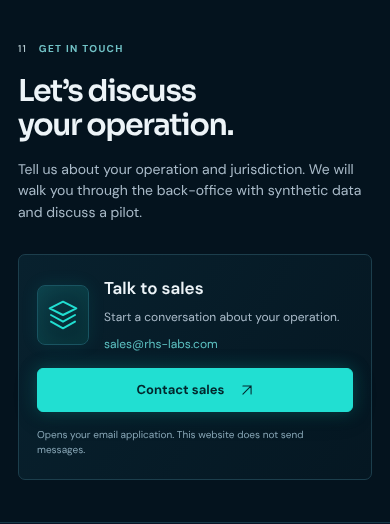 11 GET IN TOUCH
Let’s discuss
your operation.
Tell us about your operation and jurisdiction. We will
walk you through the back-office with synthetic data
and discuss a pilot.
Talk to sales
Start a conversation about your operation.
sales@rhs-labs.com
Contact sales
Opens your email application. This website does not send
messages.